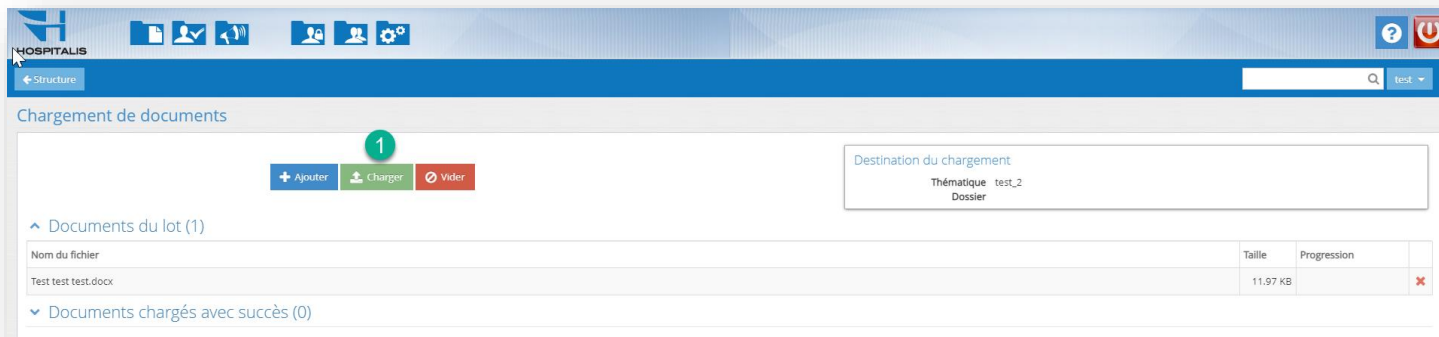 HOSPITALIS
?
Structure
test
Chargement de documents
1
Ajouter Charger Vider
Destination du chargement
Thématique test_2
Dossier
Documents du lot (1)
Nom du fichier Taille Progression
Test test test.docx 11.97 KB
Documents chargés avec succès (0)